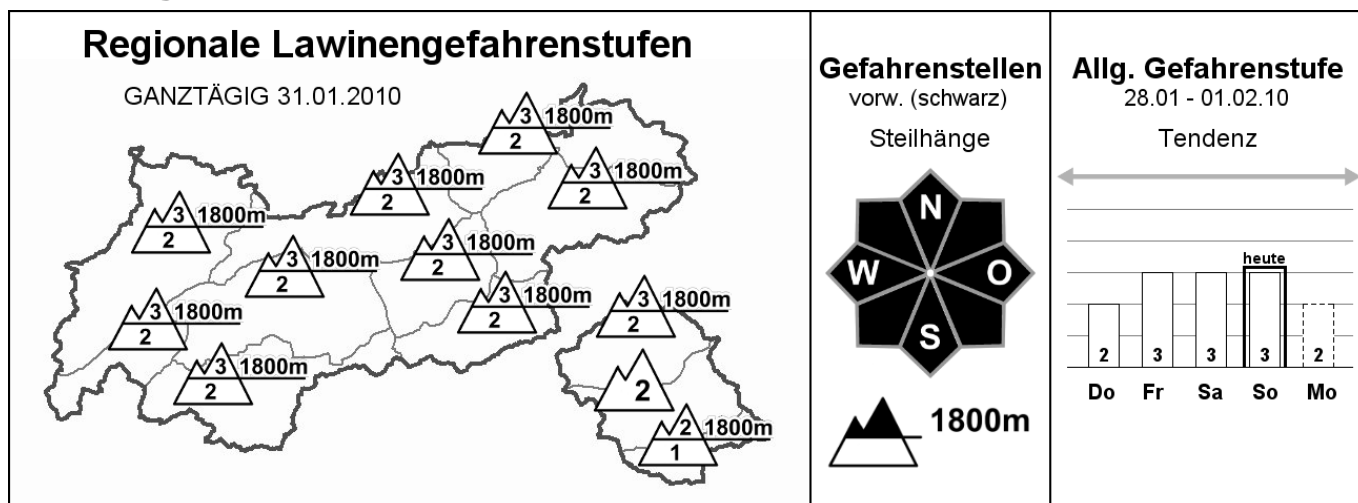 Regionale Lawinengefahrenstufen
GANZTÄGIG 31.01.2010
3 1800m
2
3 1800m
2
3 1800m
2
3 1800m
2
3 1800m
2
3 1800m
2
3 1800m
2
3 1800m
2
3 1800m
2
3 1800m
2
2
2 1800m
1
Gefahrenstellen
vorw. (schwarz)
Steilhänge
N
W O
S
1800m
Allg. Gefahrenstufe
28.01 - 01.02.10
Tendenz
heute
2 3 3 3 2
Do Fr Sa So Mo